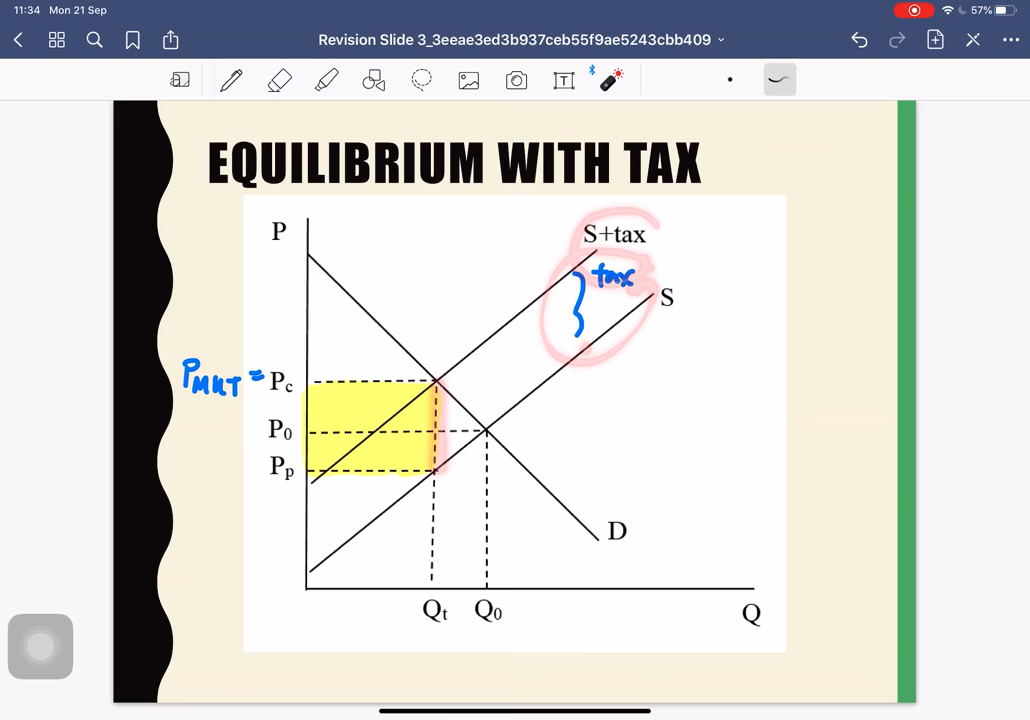 11:34 Mon 21 Sep
57%
Revision Slide 3_3eeae3ed3b937ceb55f9ae5243cbb409
T
EQUILIBRIUM WITH TAX
P
S+tax
tax
S
PMKT = Pc
P0
Pp
D
Qt Q0
Q